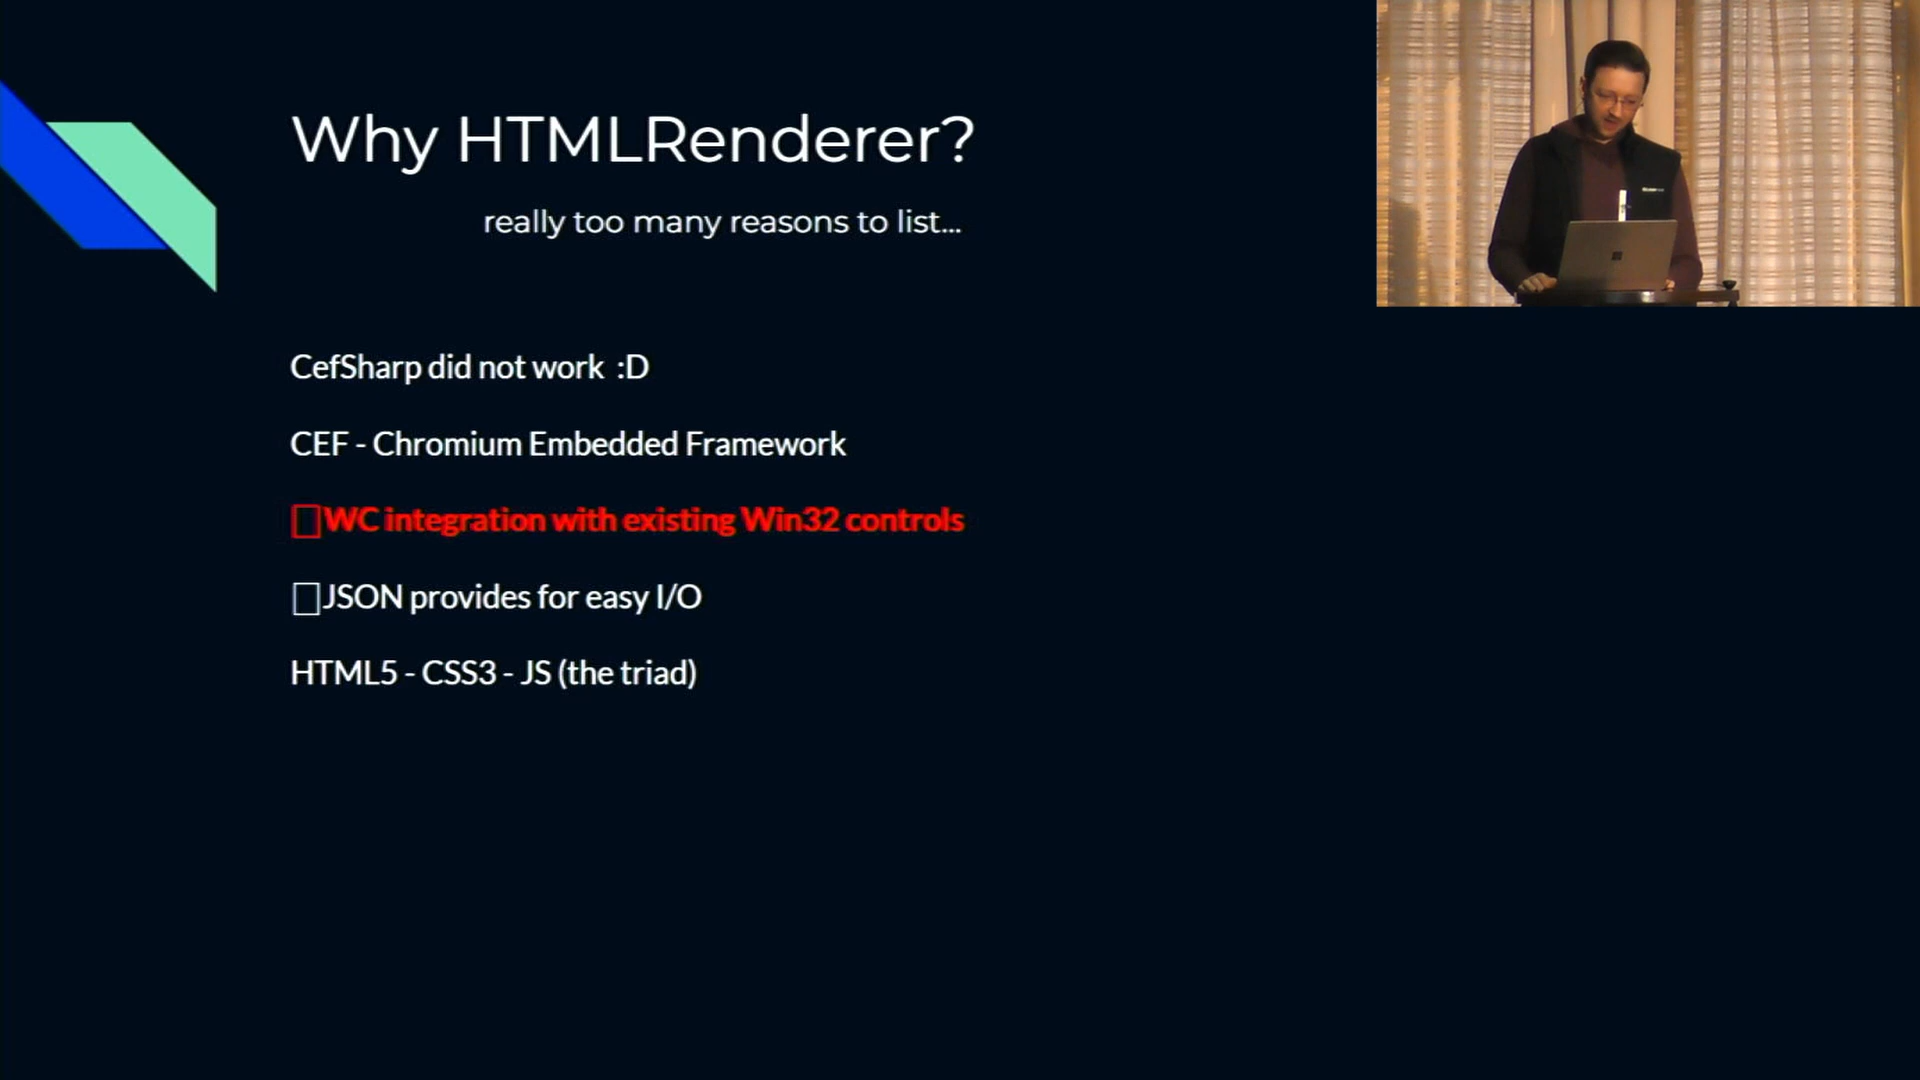 Why HTMLRenderer?
really too many reasons to list...
CefSharp did not work :D
CEF - Chromium Embedded Framework
WC integration with existing Win32 controls
JSON provides for easy I/O
HTML5 - CSS3 - JS (the triad)